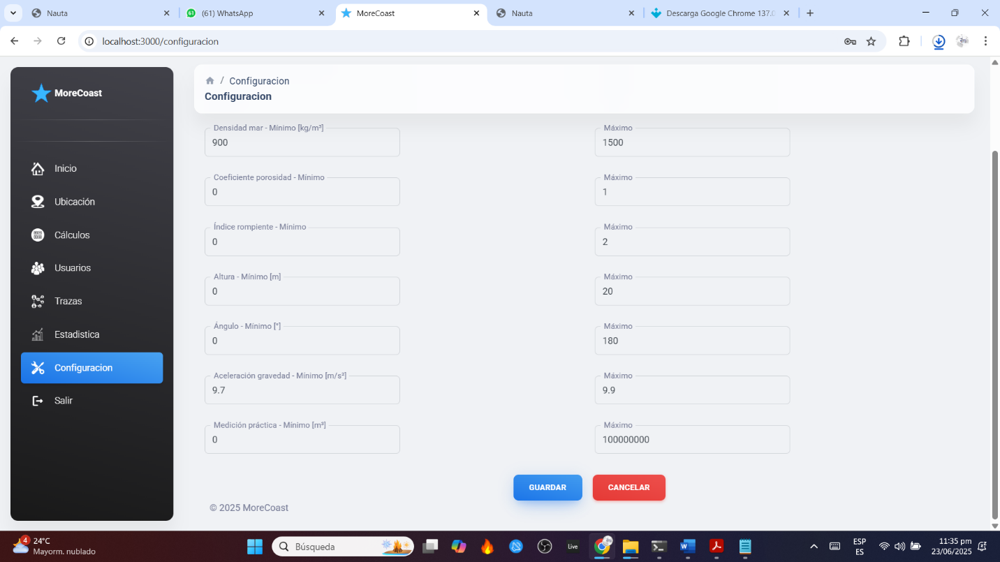 Nauta
(61) WhatsApp
MoreCoast
Nauta
Descarga Google Chrome 137.0
localhost:3000/configuracion
MoreCoast
Inicio
Ubicación
Cálculos
Usuarios
Trazas
Estadistica
Configuracion
Salir
/ Configuracion
Configuracion
Densidad mar - Mínimo [kg/m³]
900
Máximo
1500
Coeficiente porosidad - Mínimo
0
Máximo
1
Índice rompiente - Mínimo
0
Máximo
2
Altura - Mínimo [m]
0
Máximo
20
Ángulo - Mínimo [°]
0
Máximo
180
Aceleración gravedad - Mínimo [m/s²]
9.7
Máximo
9.9
Medición práctica - Mínimo [m³]
0
Máximo
100000000
GUARDAR
CANCELAR
© 2025 MoreCoast
4
24°C
Mayorm. nublado
Búsqueda
Live
ESP
ES
11:35 pm
23/06/2025